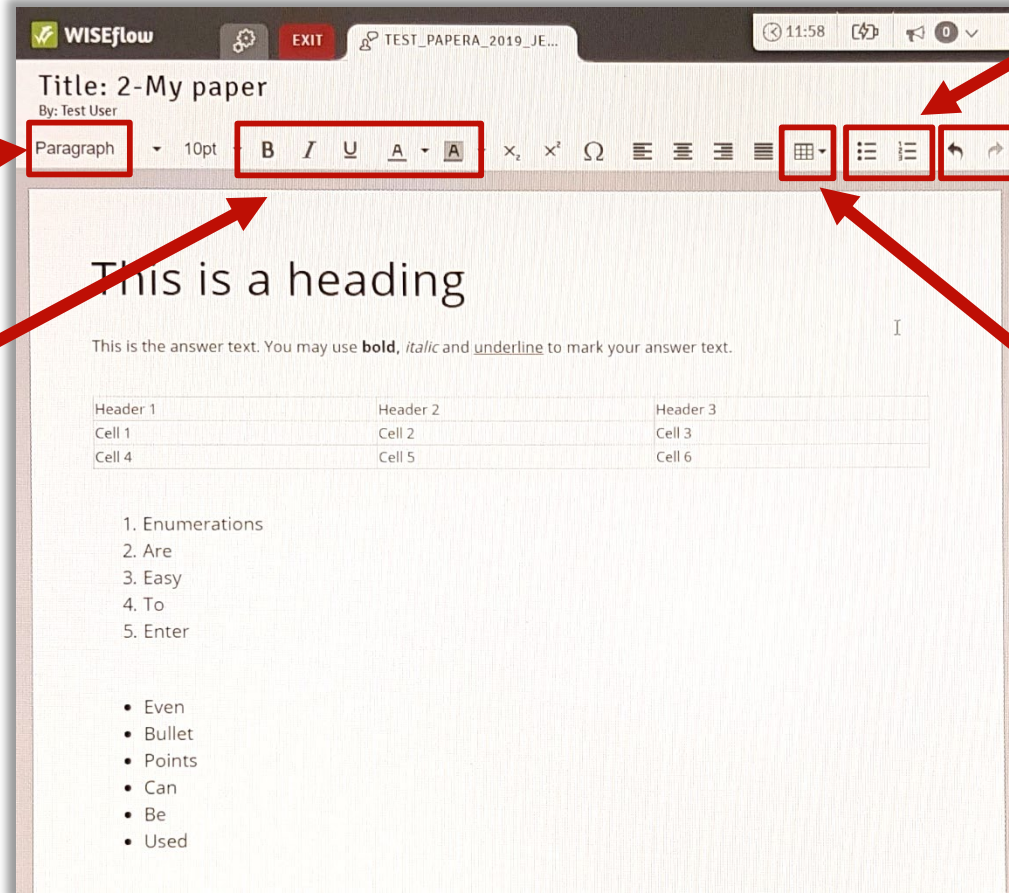 WISEflow EXIT TEST_PAPERA_2019_JE... 11:58 0
Title: 2-My paper
By: Test User
Paragraph 10pt B I U A A X₂ X² Ω
This is a heading
This is the answer text. You may use bold, italic and underline to mark your answer text.
Header 1 Header 2 Header 3
Cell 1 Cell 2 Cell 3
Cell 4 Cell 5 Cell 6
1. Enumerations
2. Are
3. Easy
4. To
5. Enter
• Even
• Bullet
• Points
• Can
• Be
• Used